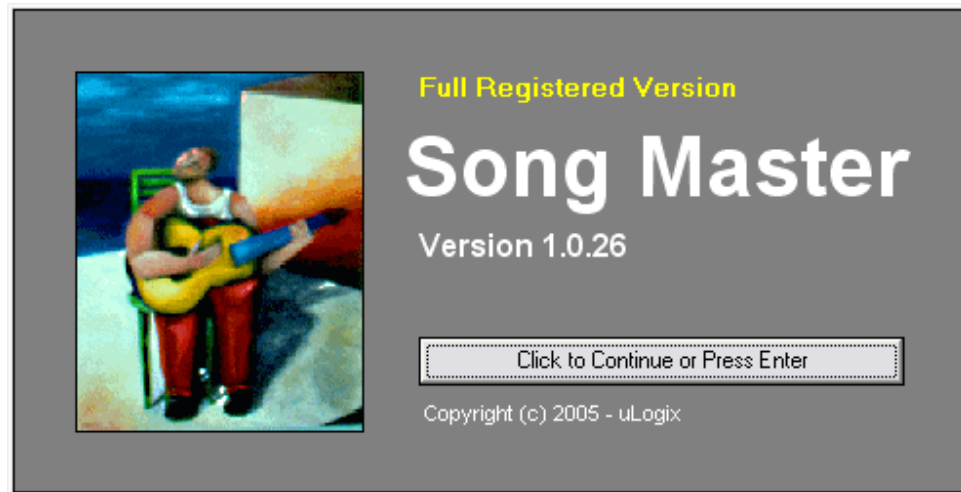 Full Registered Version
Song Master
Version 1.0.26
Click to Continue or Press Enter
Copyright (c) 2005 - uLogix